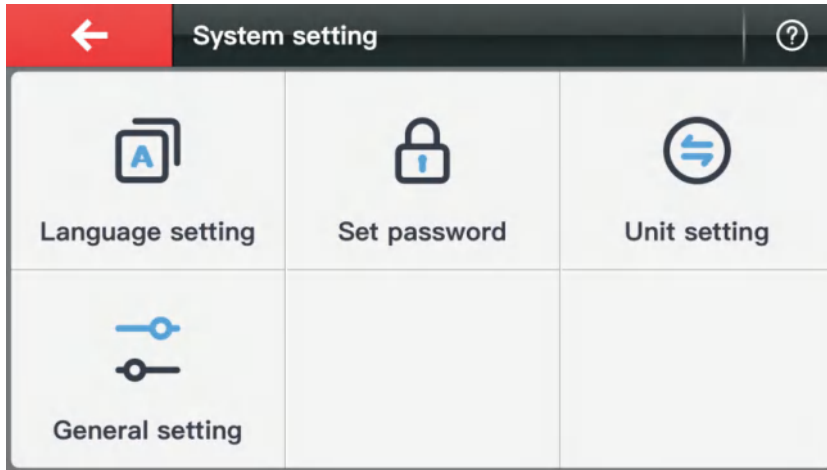 System setting
?
A
Language setting
Set password
Unit setting
General setting